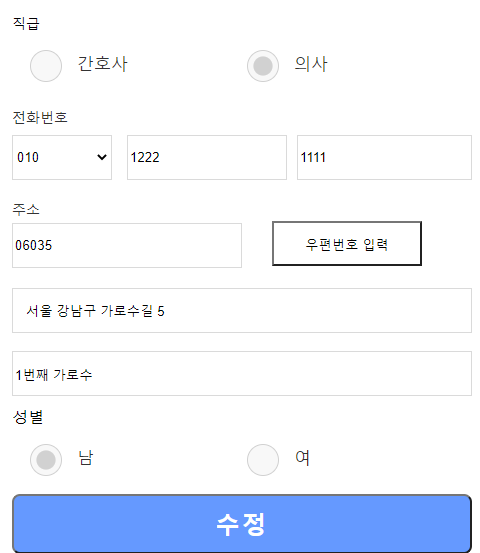 직급
간호사 의사
전화번호
010 1222 1111
주소
06035 우편번호 입력
서울 강남구 가로수길 5
1번째 가로수
성별
남 여
수정